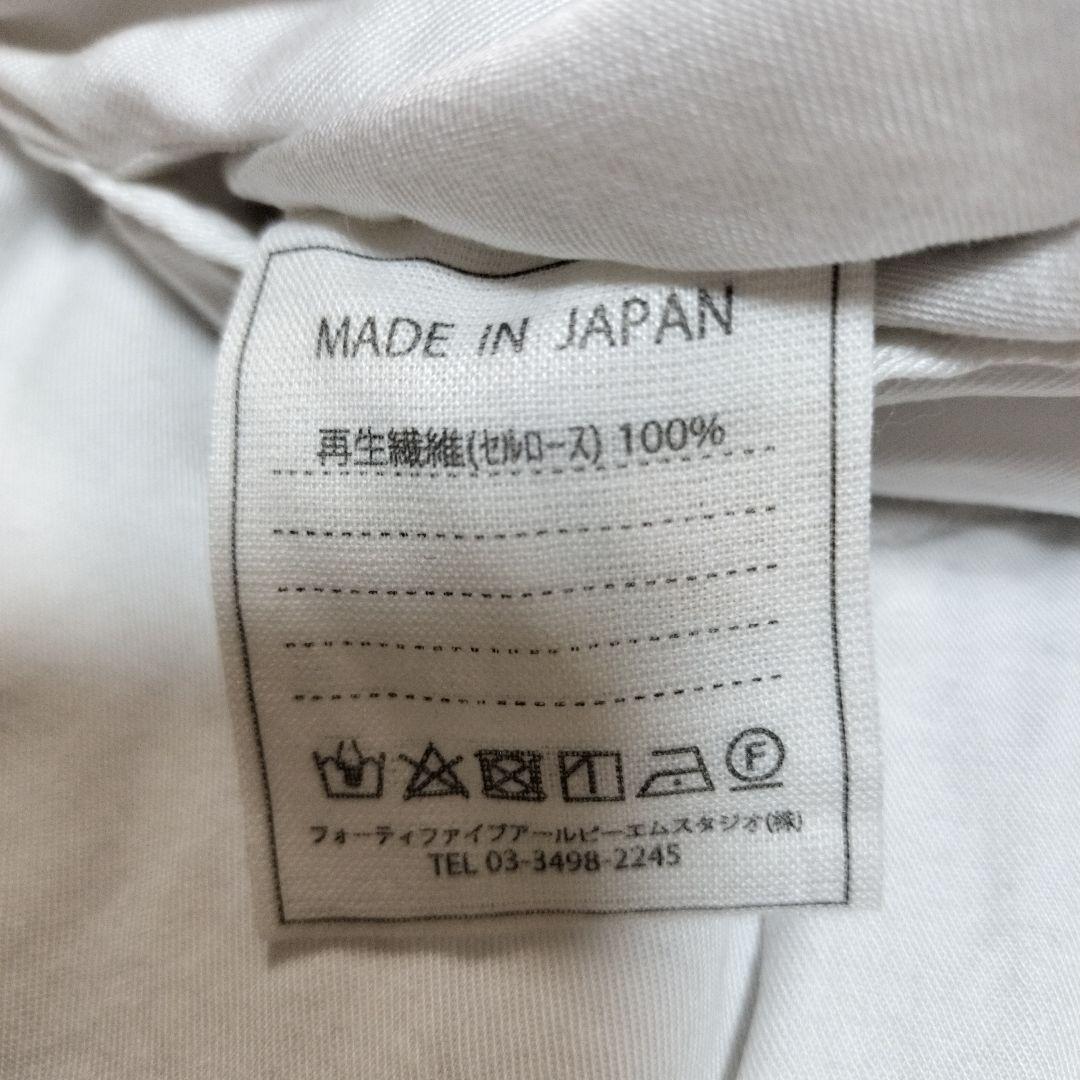 MADE IN JAPAN
再生繊維(セルロース) 100%
F
フォーティファイブアールピーエムスタジオ(株)
TEL 03-3498-2245